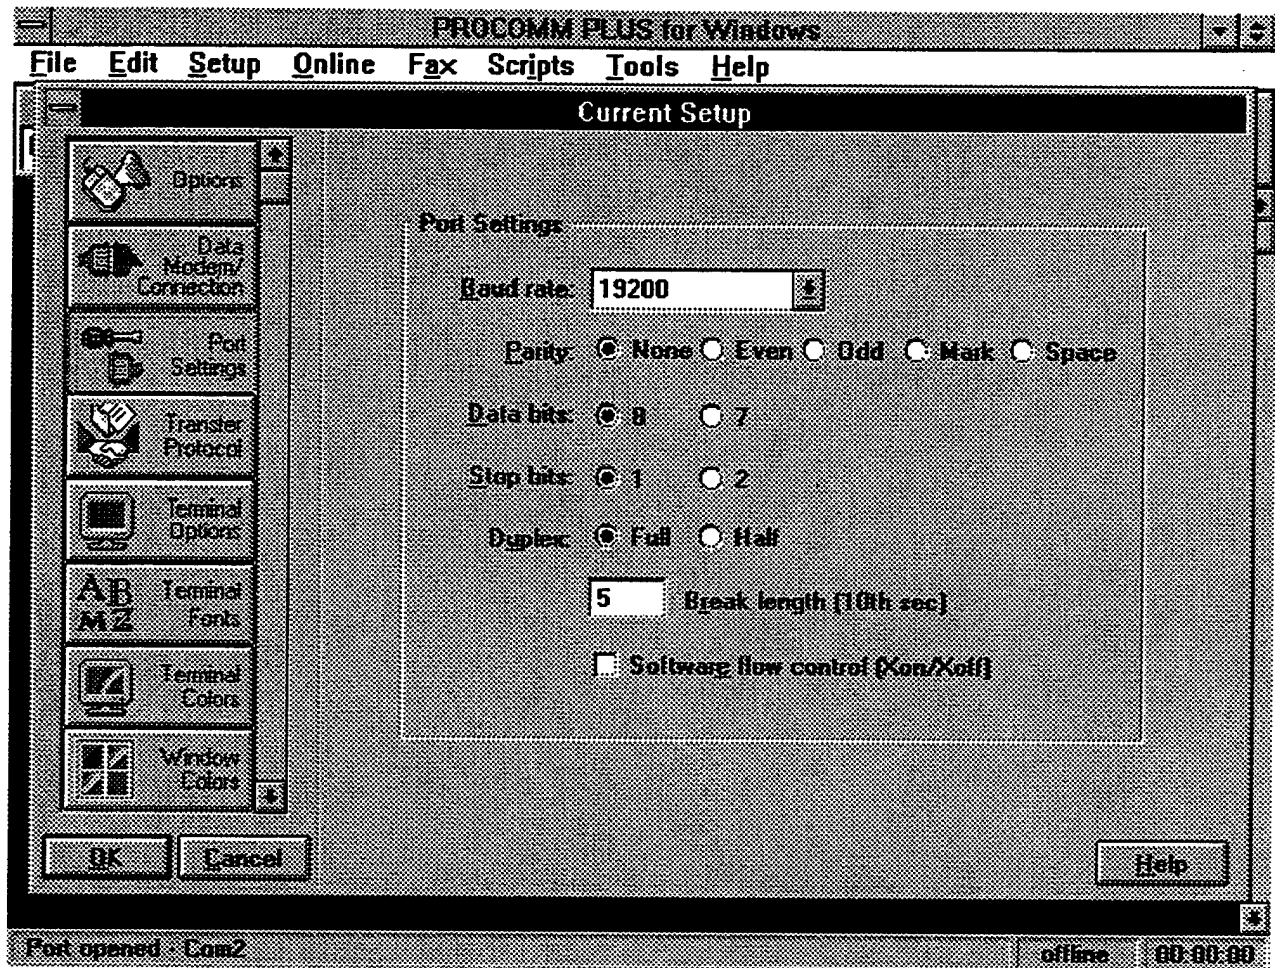 PROCOMM PLUS for Windows
File Edit Setup Online Fax Scripts Tools Help
Current Setup
Options
Data
Modem/
Connection
Port
Settings
Transfer
Protocol
Terminal
Options
Terminal
Fonts
Terminal
Colors
Window
Colors
OK Cancel
Port Settings
Baud rate: 19200
Parity: None Even Odd Mark Space
Data bits: 8 7
Stop bits: 1 2
Duplex: Full Half
5 Break length (10th sec)
Software flow control (Xon/Xoff)
Help
Port opened - Com2 offline 00:00:00